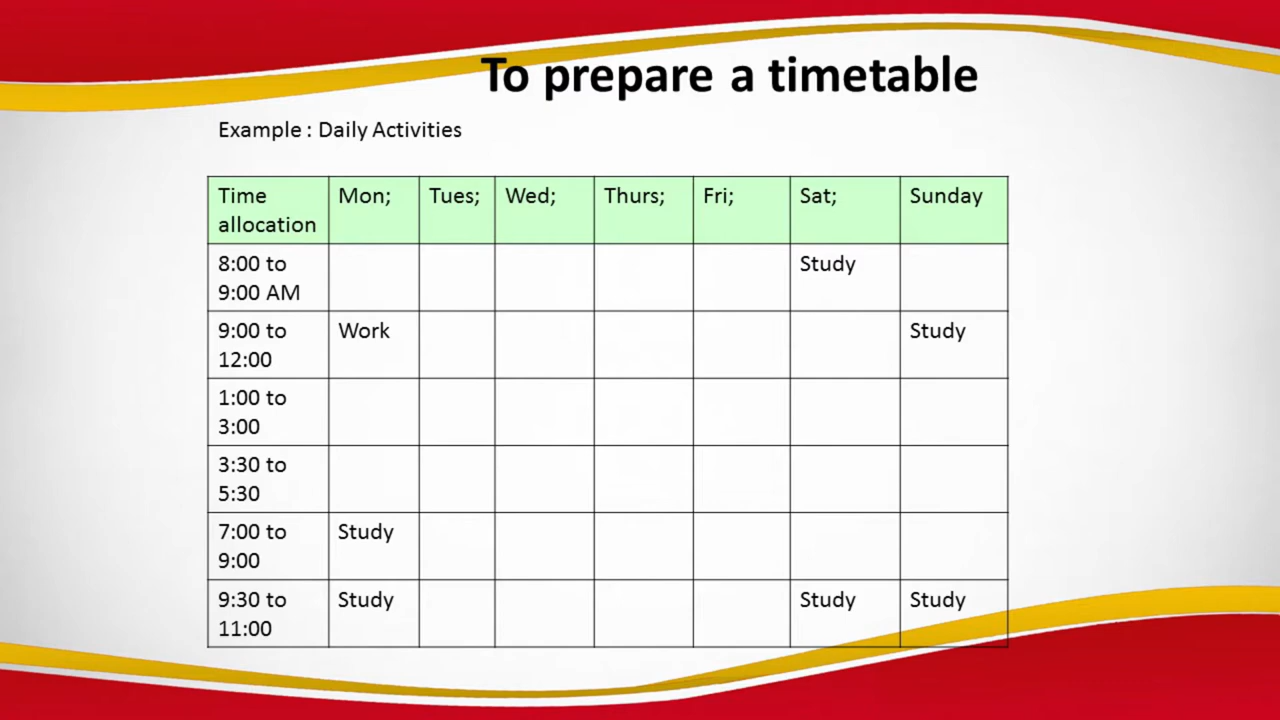 To prepare a timetable
Example : Daily Activities
Time allocation Mon; Tues; Wed; Thurs; Fri; Sat; Sunday
8:00 to 9:00 AM Study
9:00 to 12:00 Work Study
1:00 to 3:00
3:30 to 5:30
7:00 to 9:00 Study
9:30 to 11:00 Study Study Study